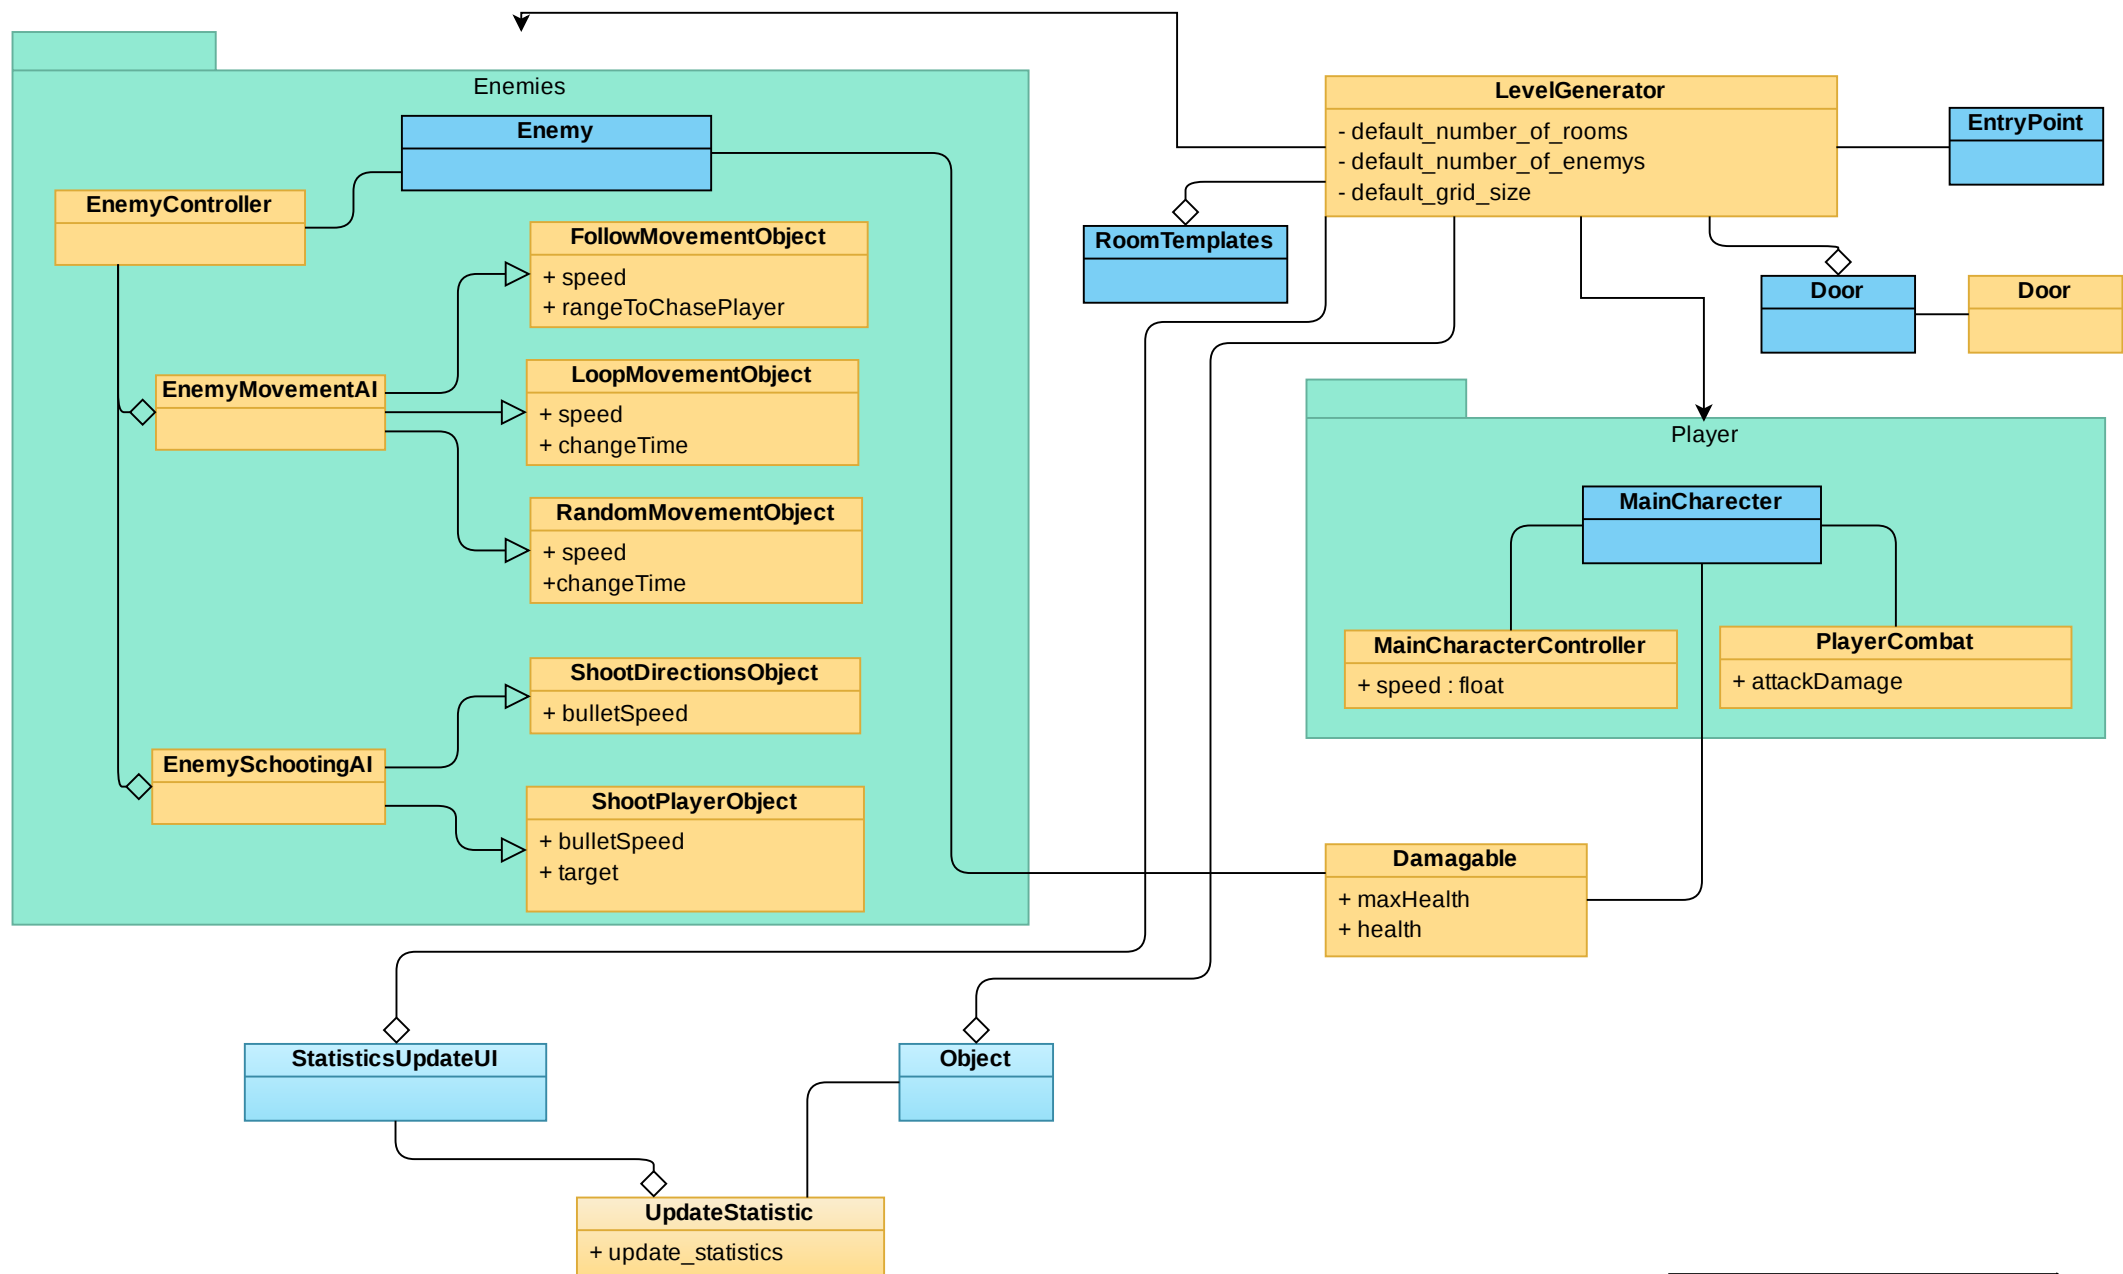 Enemies
Enemy
EnemyController
FollowMovementObject
+ speed
+ rangeToChasePlayer
LoopMovementObject
+ speed
+ changeTime
EnemyMovementAI
RandomMovementObject
+ speed
+changeTime
ShootDirectionsObject
+ bulletSpeed
EnemySchootingAI
ShootPlayerObject
+ bulletSpeed
+ target
LevelGenerator
- default_number_of_rooms
- default_number_of_enemys
- default_grid_size
EntryPoint
RoomTemplates
Door
Door
Player
MainCharecter
MainCharacterController
+ speed : float
PlayerCombat
+ attackDamage
Damagable
+ maxHealth
+ health
StatisticsUpdateUI
Object
UpdateStatistic
+ update_statistics